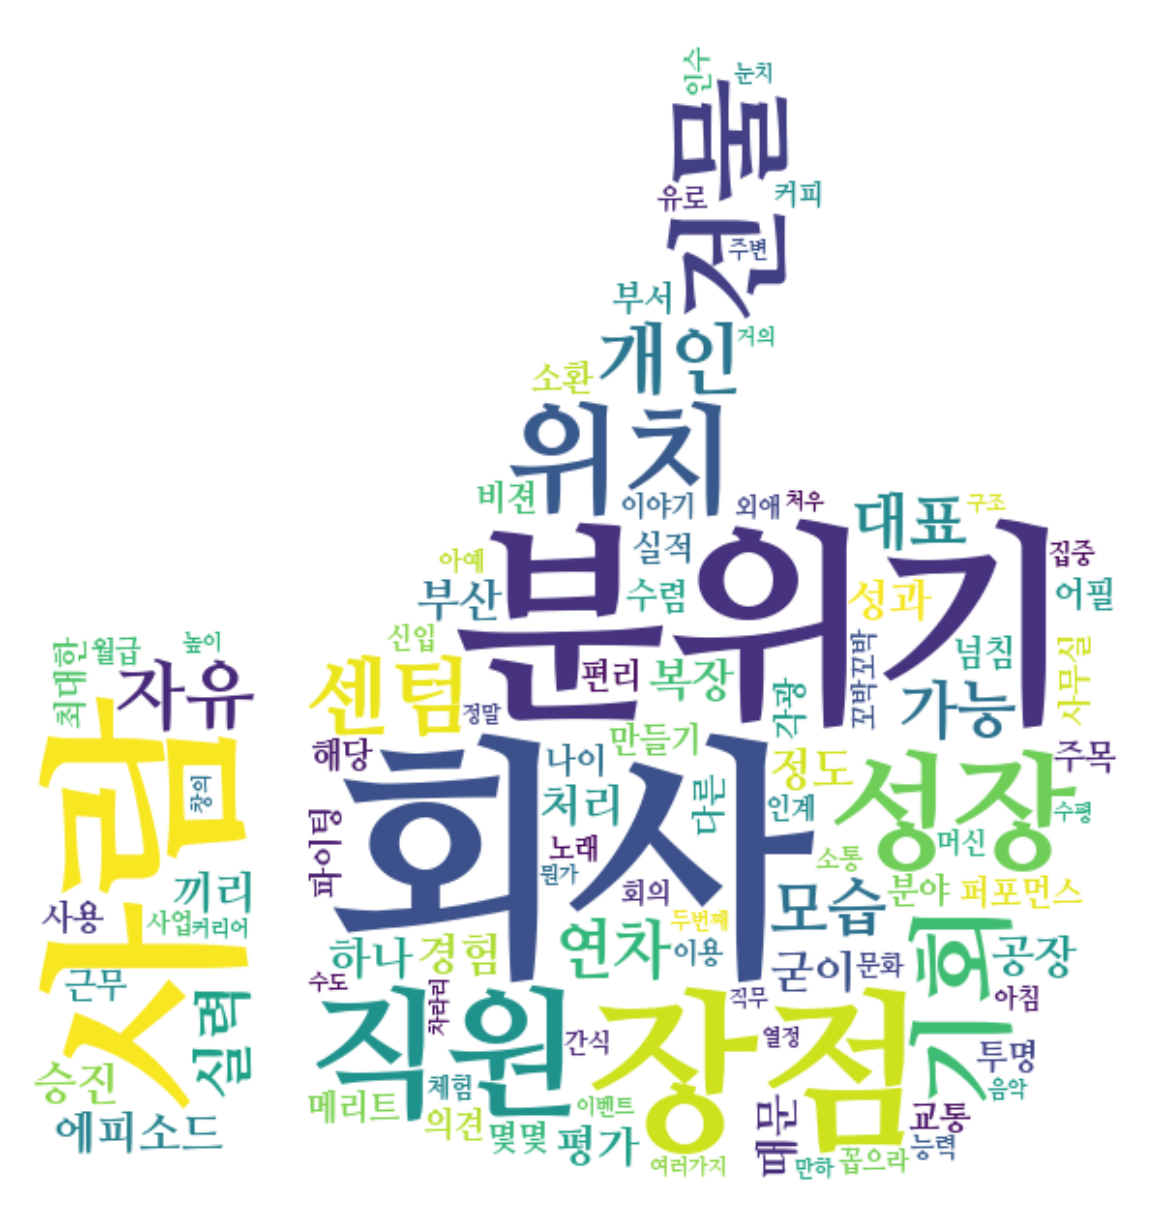 인수
눈치
건물
유로
커피
주변
부서
개인
거의
소환
위치
비젼
이야기
외애
처우
대표
구조
분위기
실적
집중
아예
부산
수렴
성과
어필
신입
편리
복장
꼬박꼬박
넘침
사무실
최대한
월급
높이
자유
센텀
정말
각광
가능
해당
나이
만들기
정도
성장
주목
사람
창의
회사
처리
다른
인계
수평
파이팅
노래
뭔가
회의
소통
머신
끼리
모습
분야
퍼포먼스
사용
사업
커리어
하나
경험
연차
두번째
이용
굳이
문화
기회
공장
근무
실력
수도
차라리
직원
직무
장점
아침
간식
열정
투명
승진
체험
음악
에피소드
메리트
의견
이벤트
몇몇
평가
때문
교통
능력
여러가지
만하
꼽으라